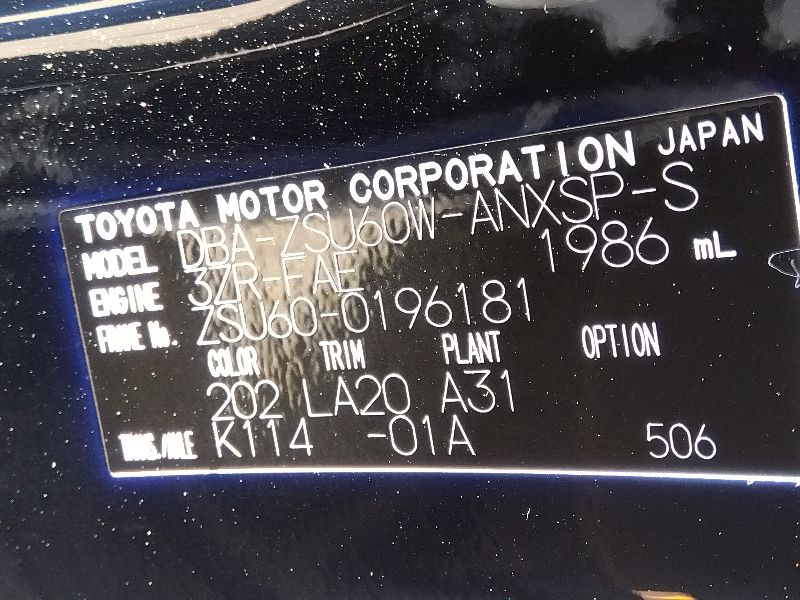 TOYOTA MOTOR CORPORATION JAPAN
MODEL DBA-ZSU60W-ANXSP-S
ENGINE 3ZR-FAE 1986 mL
FRAME No. ZSU60-0196181
COLOR TRIM PLANT OPTION
202 LA20 A31
TRANS./AXLE K114 -01A 506